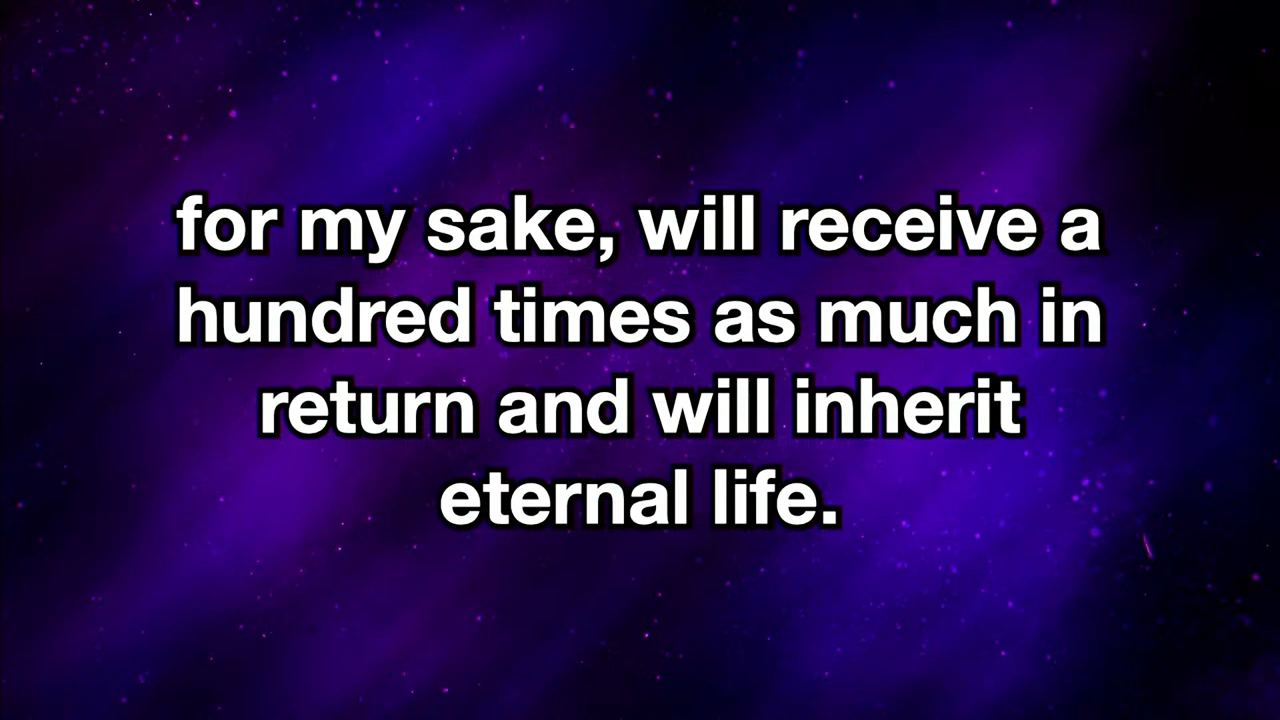 for my sake, will receive a
hundred times as much in
return and will inherit
eternal life.